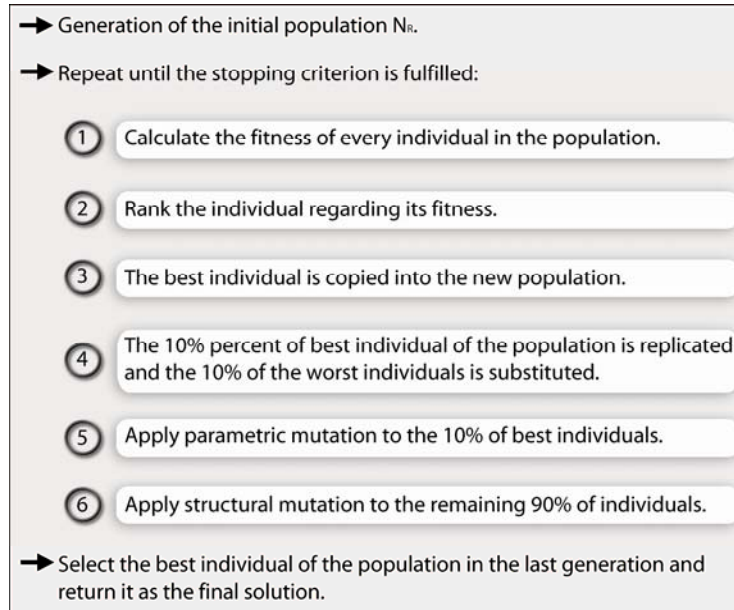 Generation of the initial population NR.
Repeat until the stopping criterion is fulfilled:
1 Calculate the fitness of every individual in the population.
2 Rank the individual regarding its fitness.
3 The best individual is copied into the new population.
4 The 10% percent of best individual of the population is replicated
and the 10% of the worst individuals is substituted.
5 Apply parametric mutation to the 10% of best individuals.
6 Apply structural mutation to the remaining 90% of individuals.
Select the best individual of the population in the last generation and
return it as the final solution.